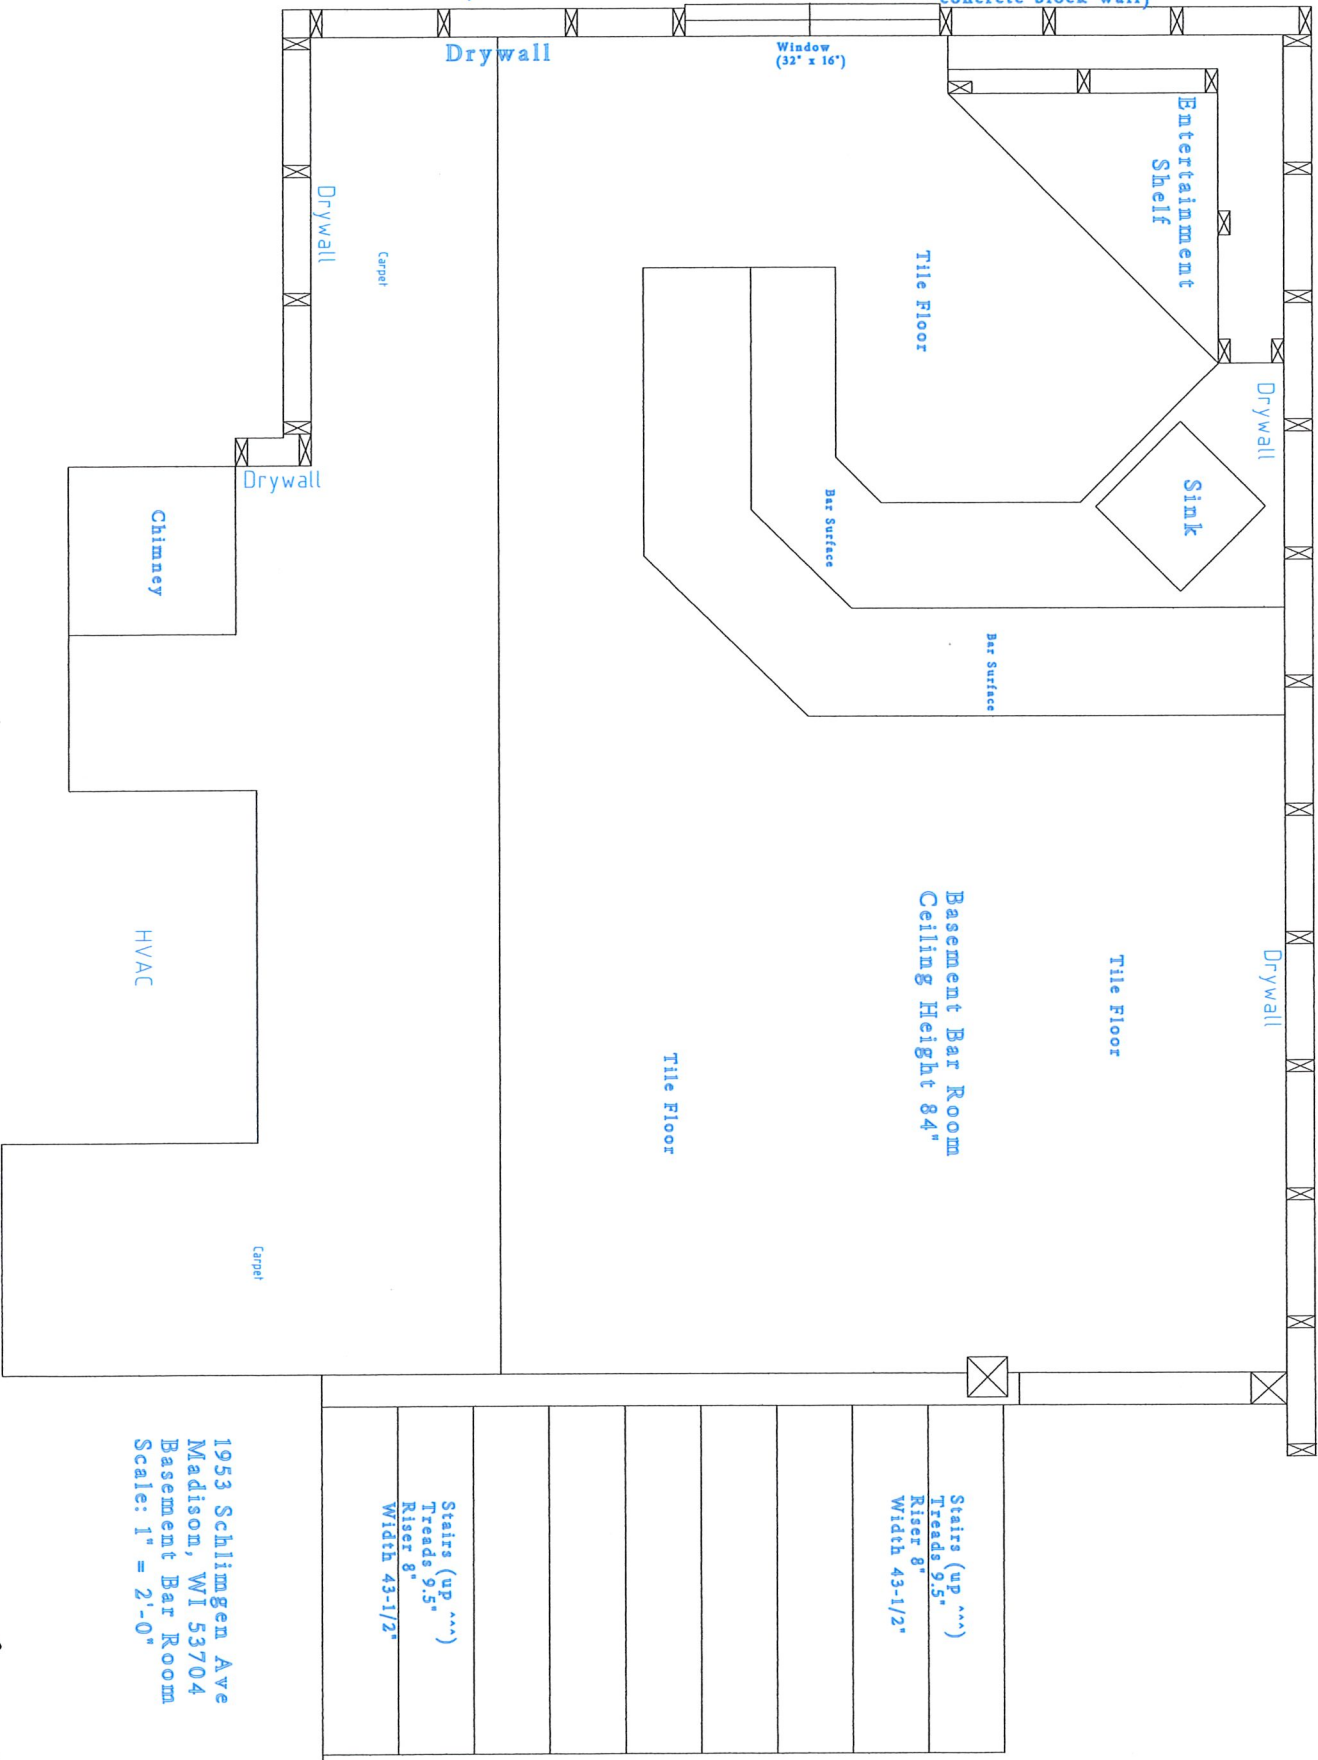 concrete block wall)
Drywall
Window
(32" x 16")
Entertainment
Shelf
Drywall
Carpet
Tile Floor
Drywall
Sink
Drywall
Bar Surface
Chimney
Bar Surface
Basement Bar Room
Ceiling Height 84"
Tile Floor
Drywall
HVAC
Tile Floor
Carpet
Stairs (up ^^^)
Treads 9.5"
Riser 8"
Width 43-1/2"
Stairs (up ^^^)
Treads 9.5"
Riser 8"
Width 43-1/2"
1953 Schlimgen Ave
Madison, WI 53704
Basement Bar Room
Scale: 1" = 2'-0"